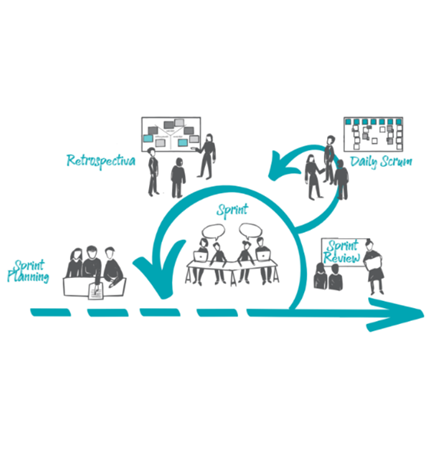 Retrospectiva
Daily Scrum
Sprint
Sprint
Planning
Sprint
Review